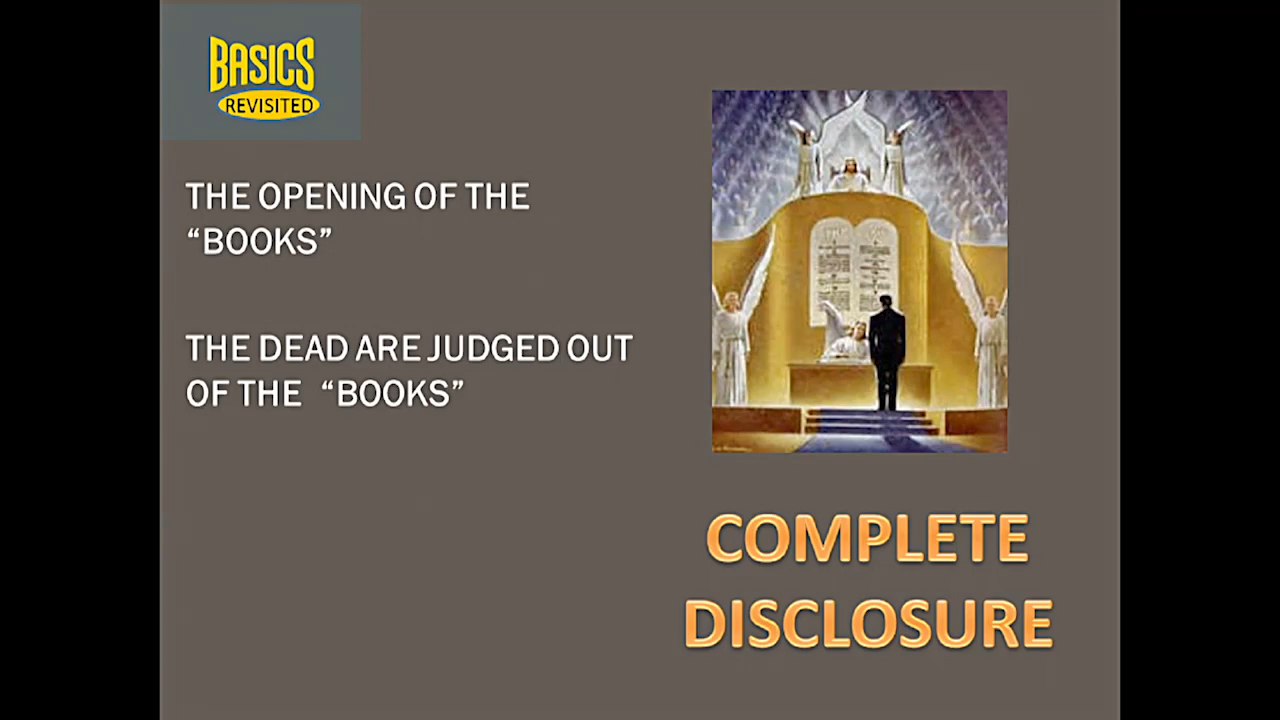 BASICS
REVISITED
THE OPENING OF THE
“BOOKS”
THE DEAD ARE JUDGED OUT
OF THE “BOOKS”
COMPLETE
DISCLOSURE